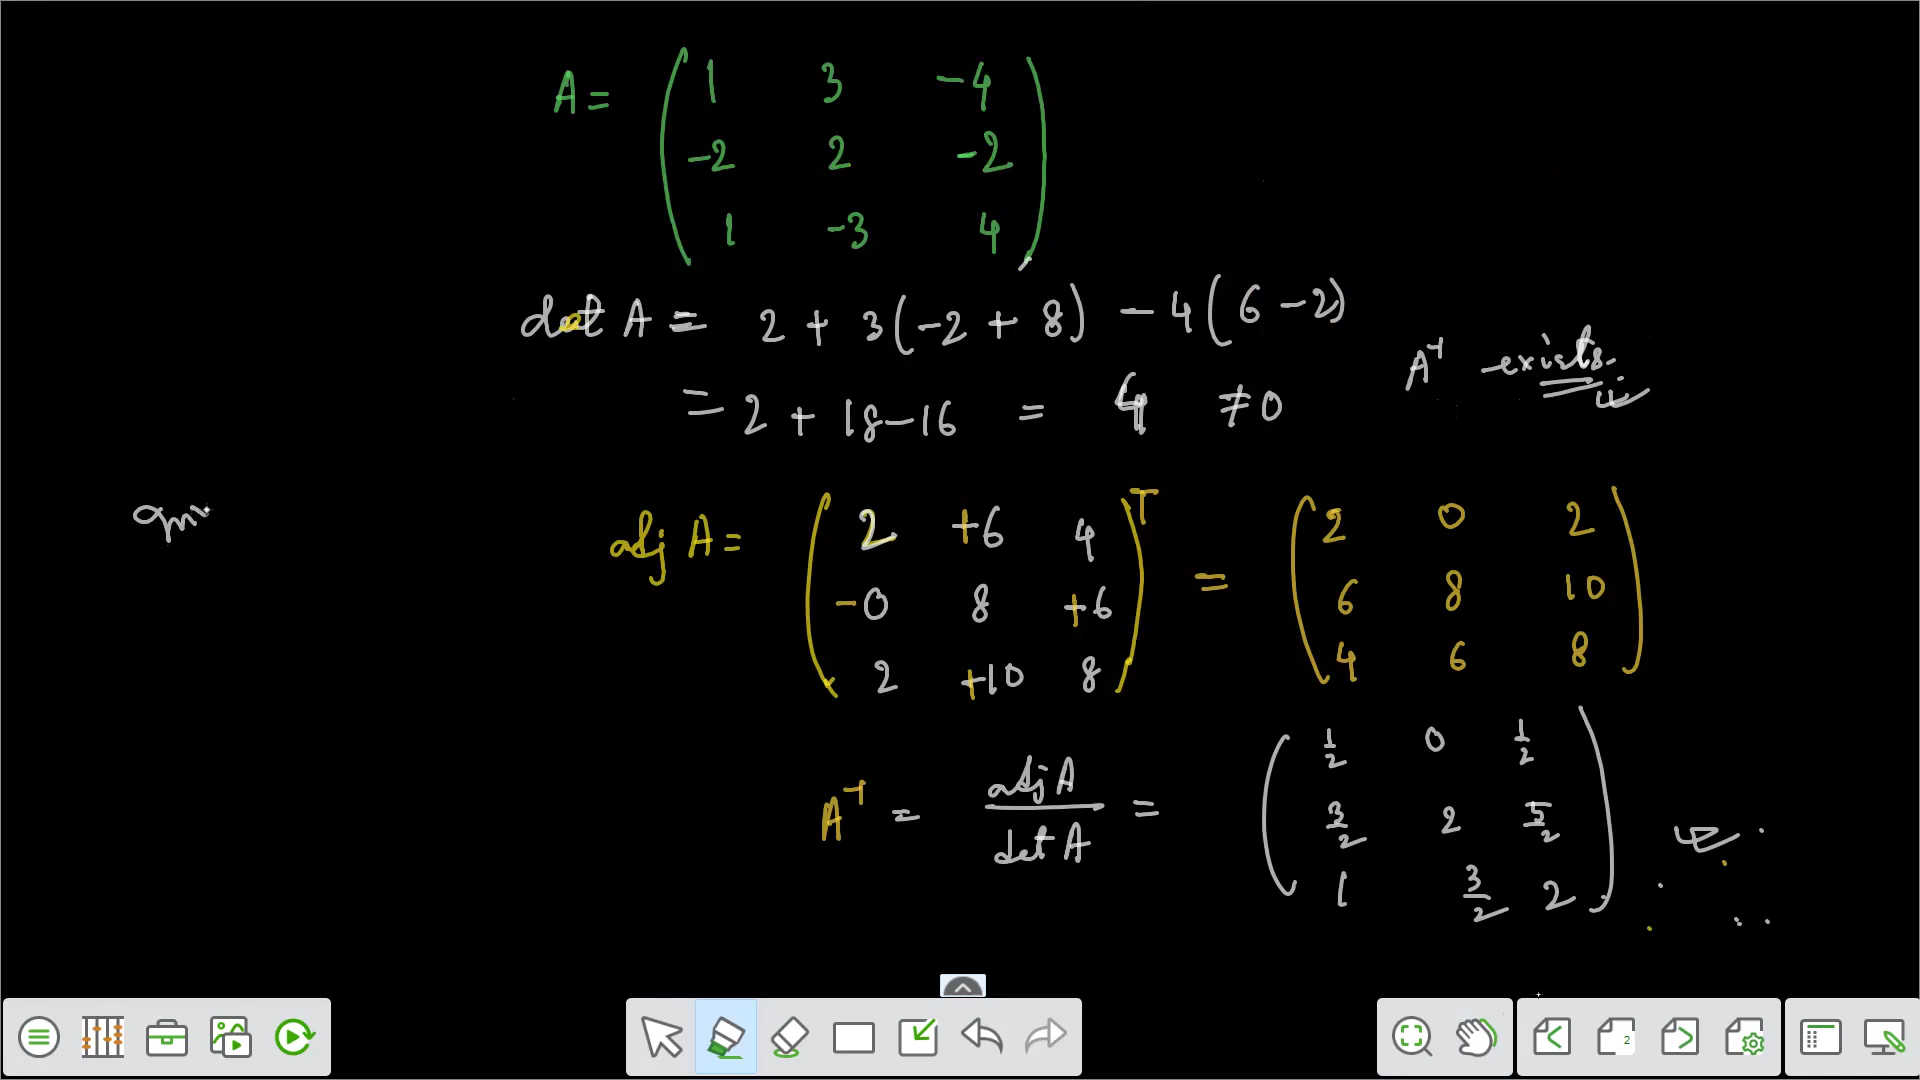 A = ( 1 3 -4
-2 2 -2
1 -3 4 )
det A = 2 + 3(-2 + 8) - 4(6 - 2)
= 2 + 18 - 16 = 4 ≠ 0
A⁻¹ exists.
adj A = ( 2 +6 4
-0 8 +6
2 +10 8 )ᵀ = ( 2 0 2
6 8 10
4 6 8 )
A⁻¹ = adj A / det A = ( 1/2 0 1/2
3/2 2 5/2
1 3/2 2 )
2